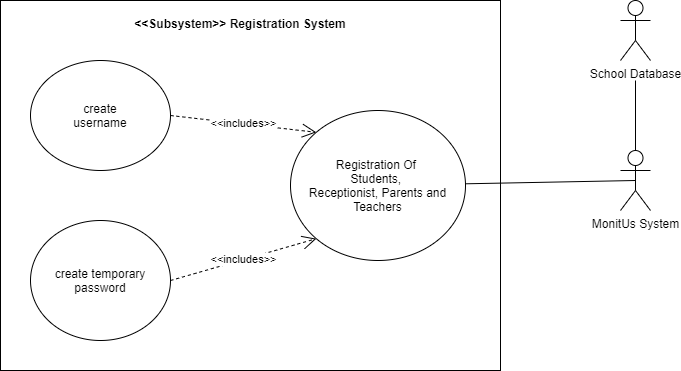 <<Subsystem>> Registration System
School Database
create
username
<<includes>>
Registration Of
Students,
Receptionist, Parents and
Teachers
MonitUs System
<<includes>>
create temporary
password